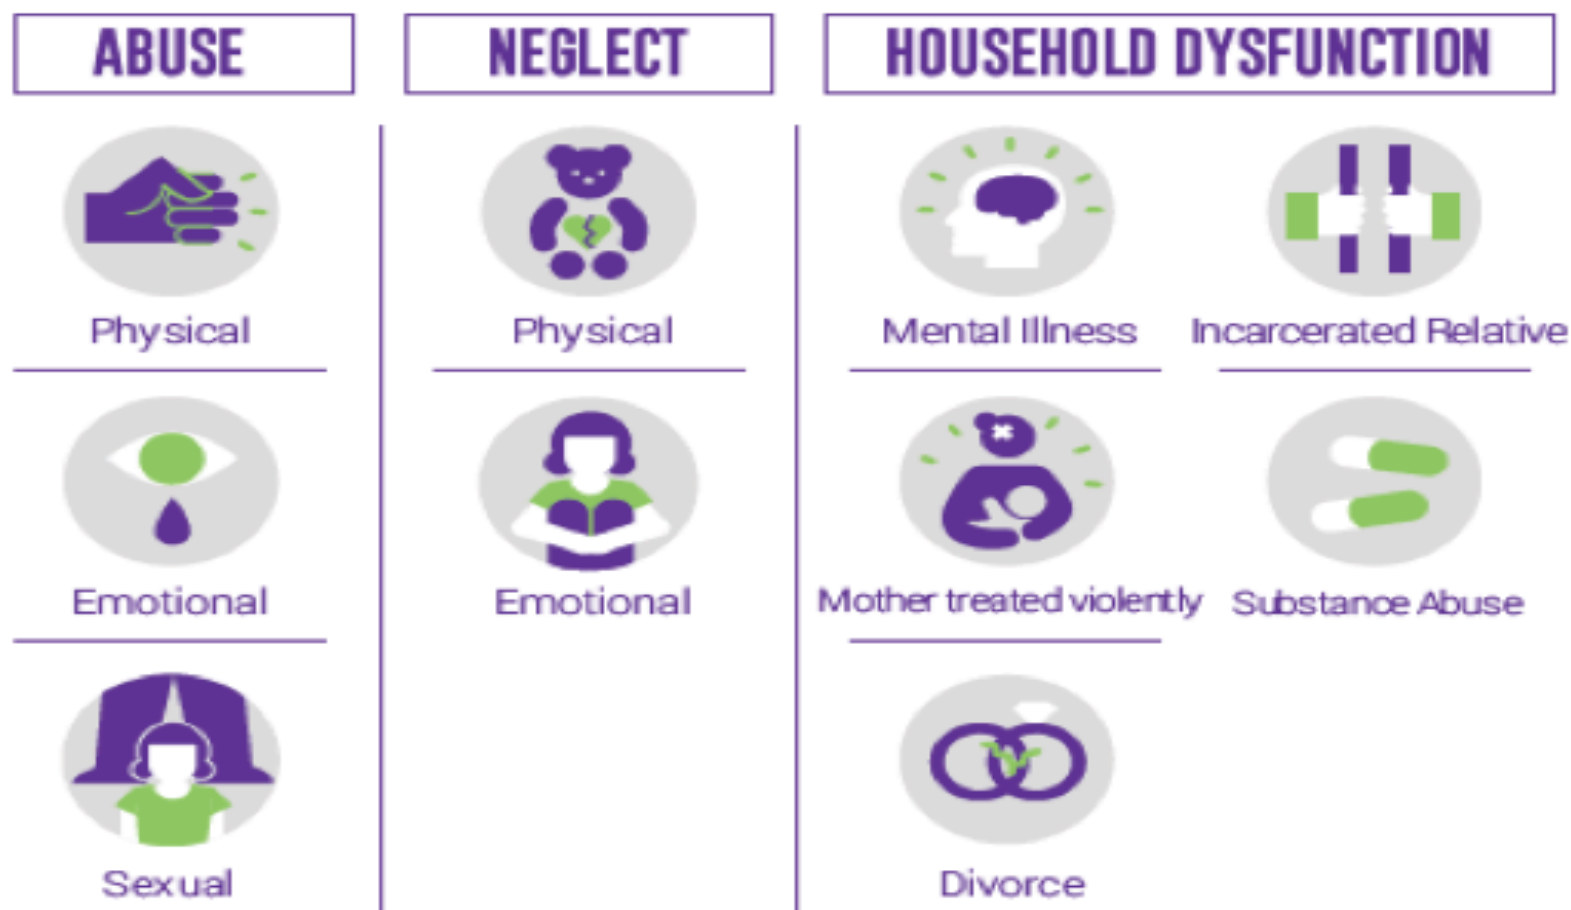 ABUSE
Physical
Emotional
Sexual
NEGLECT
Physical
Emotional
HOUSEHOLD DYSFUNCTION
Mental Illness
Incarcerated Relative
Mother treated violently
Substance Abuse
Divorce